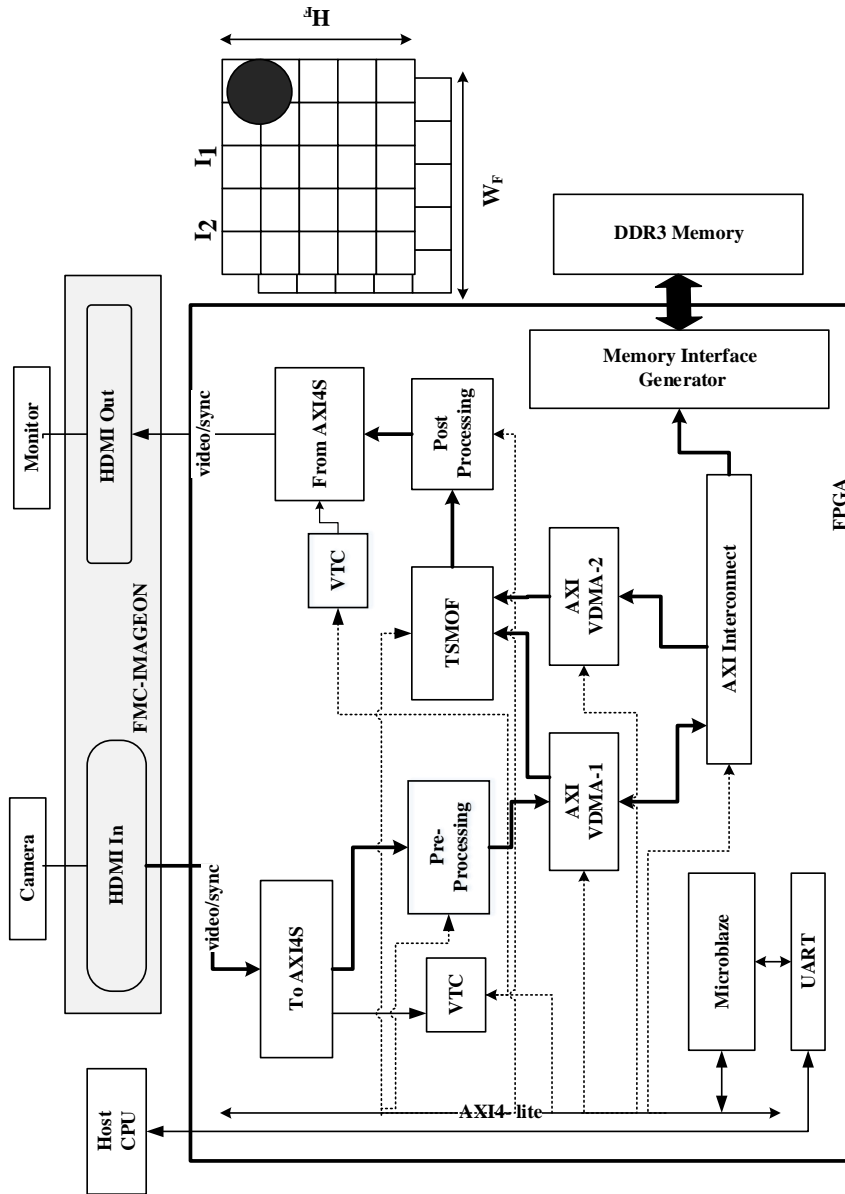 H_F
I1
I2
W_F
DDR3 Memory
Memory Interface
Generator
Monitor
HDMI Out
FMC-IMAGEON
Camera
HDMI In
Host
CPU
video/sync
From AXI4S
Post
Processing
VTC
TSMOF
AXI
VDMA-2
AXI Interconnect
FPGA
video/sync
To AXI4S
Pre-
Processing
AXI
VDMA-1
VTC
Microblaze
UART
AXI4- lite